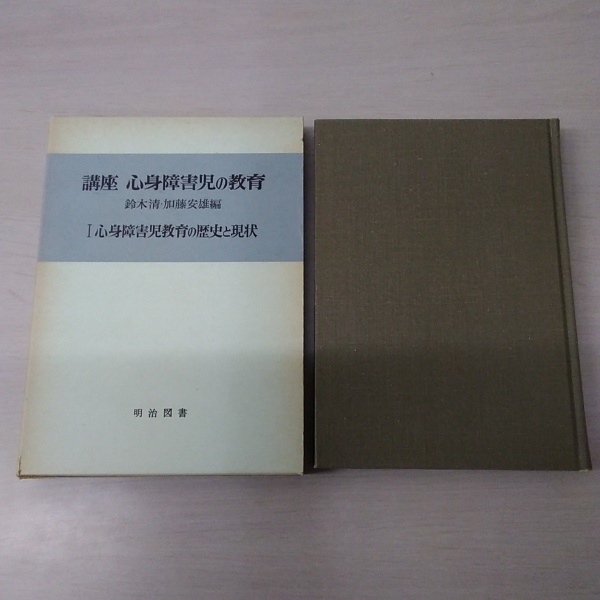 講座 心身障害児の教育
鈴木清・加藤安雄編
I 心身障害児教育の歴史と現状
明治図書